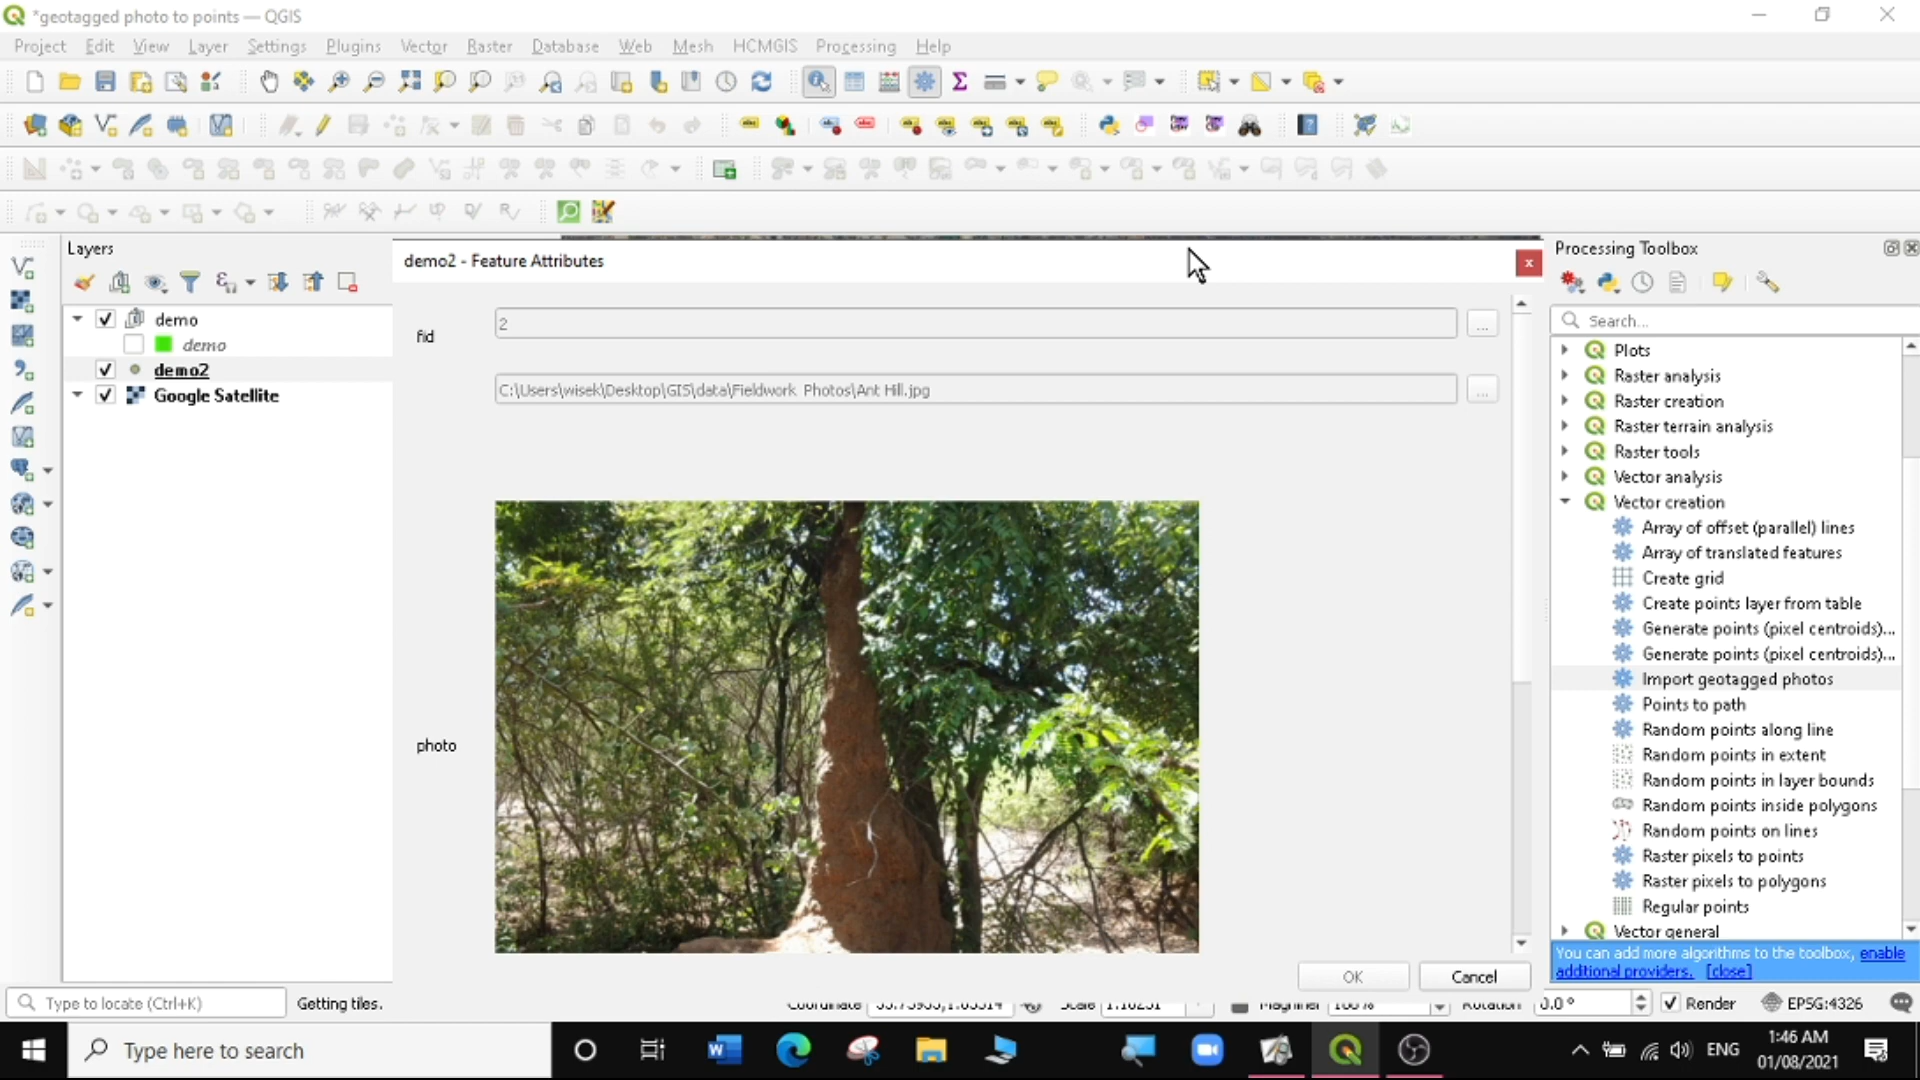 *geotagged photo to points — QGIS
Project Edit View Layer Settings Plugins Vector Raster Database Web Mesh HCMGIS Processing Help
Layers
demo
demo
demo2
Google Satellite
demo2 - Feature Attributes
fid
2
...
C:\Users\wisek\Desktop\GIS\data\Fieldwork Photos\Ant Hill.jpg
...
photo
OK
Cancel
Processing Toolbox
Search...
Plots
Raster analysis
Raster creation
Raster terrain analysis
Raster tools
Vector analysis
Vector creation
Array of offset (parallel) lines
Array of translated features
Create grid
Create points layer from table
Generate points (pixel centroids)...
Generate points (pixel centroids)...
Import geotagged photos
Points to path
Random points along line
Random points in extent
Random points in layer bounds
Random points inside polygons
Random points on lines
Raster pixels to points
Raster pixels to polygons
Regular points
Vector general
You can add more algorithms to the toolbox, enable
additional providers. [close]
Type to locate (Ctrl+K) Getting tiles. Coordinate Scale Magnifier 100% Rotation 0.0 ° Render EPSG:4326
Type here to search
ENG
1:46 AM
01/08/2021